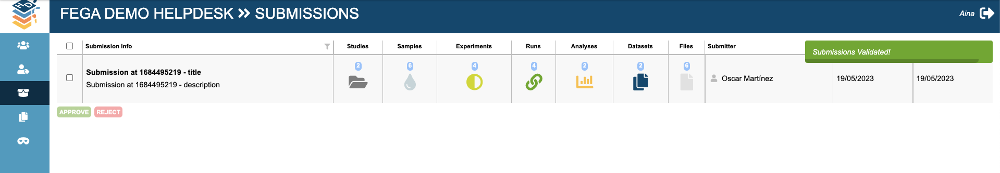 HD
FEGA DEMO HELPDESK >> SUBMISSIONS
Aina
Submission Info
Studies
Samples
Experiments
Runs
Analyses
Datasets
Files
Submitter
Submissions Validated!
Submission at 1684495219 - title
Submission at 1684495219 - description
2
6
4
4
2
2
6
Oscar Martínez
19/05/2023
19/05/2023
APPROVE
REJECT